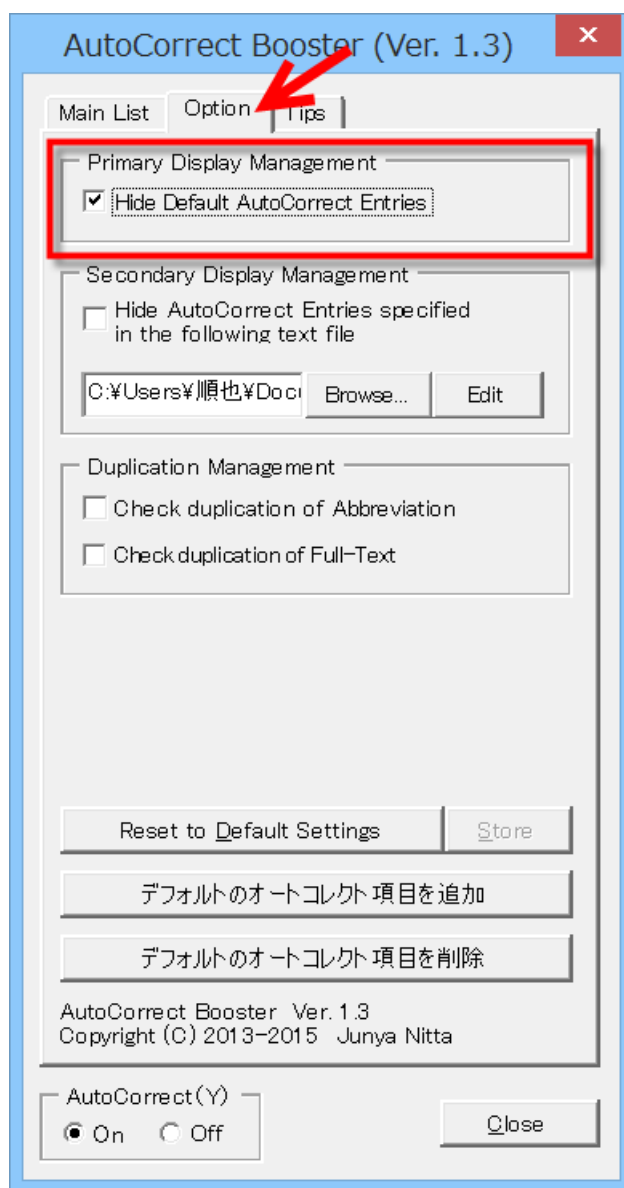 AutoCorrect Booster (Ver. 1.3)
Main List Option Tips
Primary Display Management
Hide Default AutoCorrect Entries
Secondary Display Management
Hide AutoCorrect Entries specified
in the following text file
C:¥Users¥順也¥Doc Browse... Edit
Duplication Management
Check duplication of Abbreviation
Check duplication of Full-Text
Reset to Default Settings Store
デフォルトのオートコレクト項目を追加
デフォルトのオートコレクト項目を削除
AutoCorrect Booster Ver. 1.3
Copyright (C) 2013-2015 Junya Nitta
AutoCorrect(Y)
On Off
Close